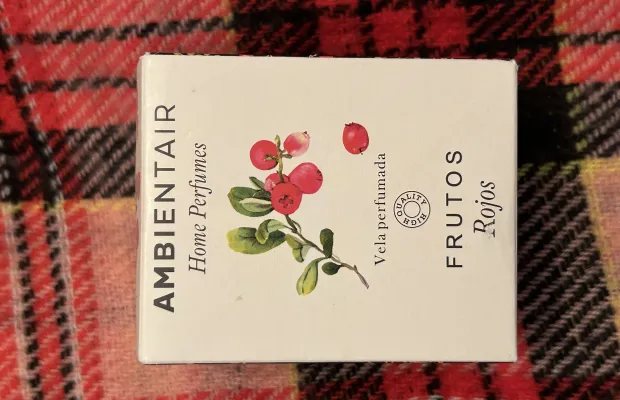 AMBIENTAIR
Home Perfumes
Vela perfumada
HIGH QUALITY
FRUTOS
Rojos